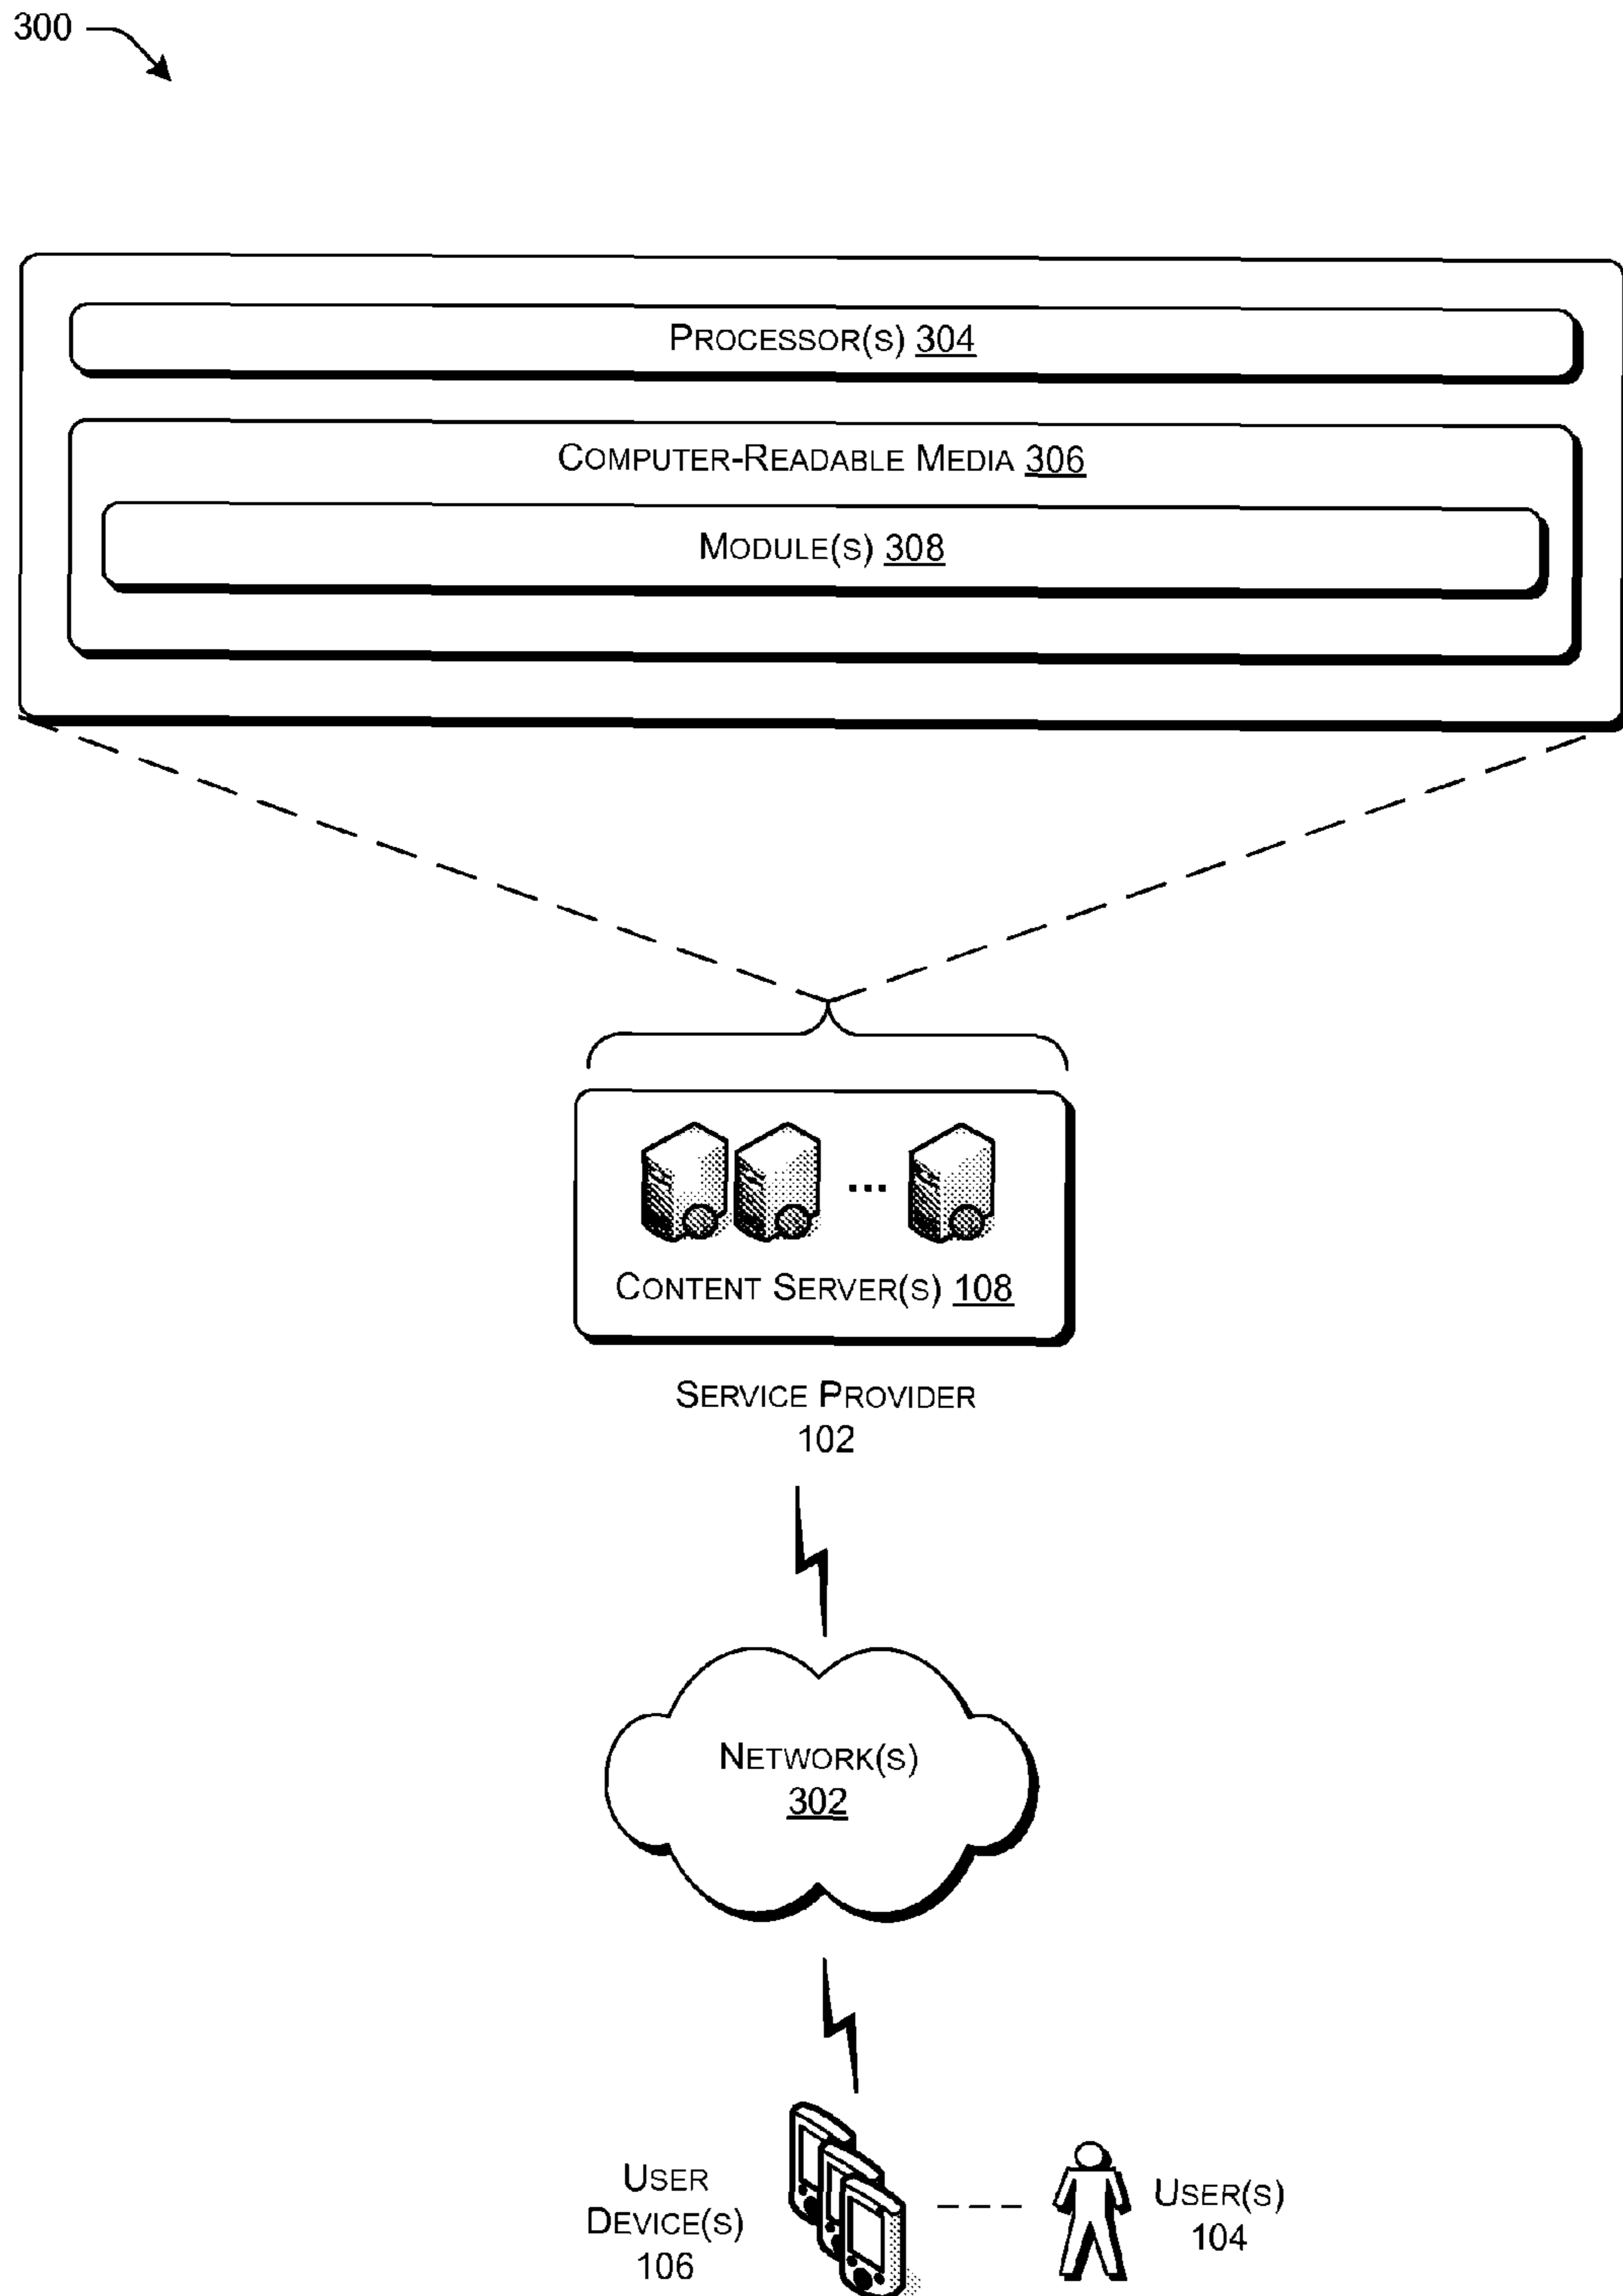 300
PROCESSOR(S) 304
COMPUTER-READABLE MEDIA 306
MODULE(S) 308
...
CONTENT SERVER(S) 108
SERVICE PROVIDER
102
NETWORK(S)
302
USER
DEVICE(S)
106
USER(S)
104